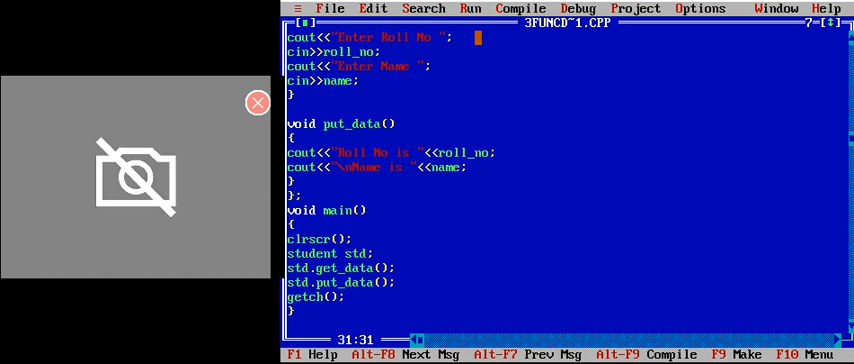 ≡ File Edit Search Run Compile Debug Project Options Window Help
[■] 3FUNCD~1.CPP 7=[↕]
cout<<"Enter Roll No ";
cin>>roll_no;
cout<<"Enter Name ";
cin>>name;
}
void put_data()
{
cout<<"Roll No is "<<roll_no;
cout<<"\nName is "<<name;
}
};
void main()
{
clrscr();
student std;
std.get_data();
std.put_data();
getch();
}
31:31
F1 Help Alt-F8 Next Msg Alt-F7 Prev Msg Alt-F9 Compile F9 Make F10 Menu